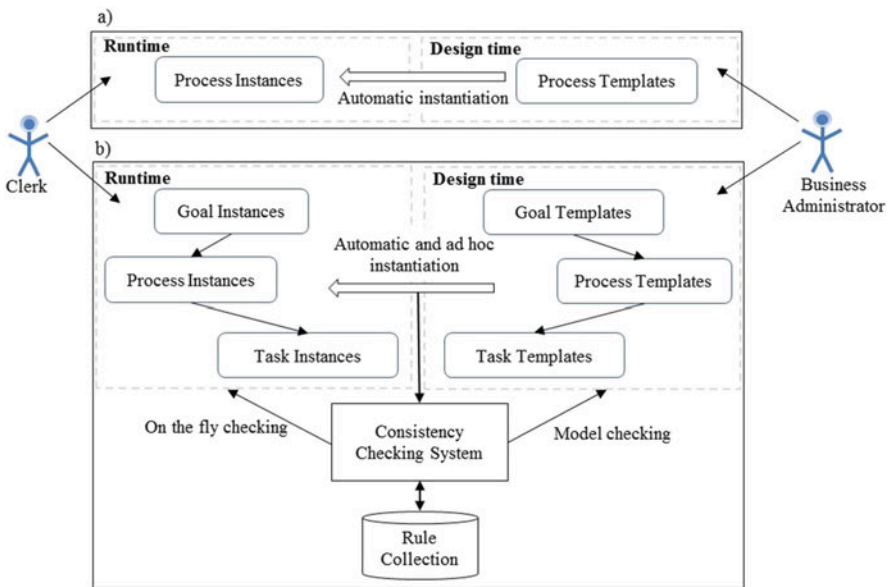 a)
Runtime
Design time
Process Instances
Process Templates
Automatic instantiation
Clerk
Business
Administrator
b)
Runtime
Design time
Goal Instances
Goal Templates
Automatic and ad hoc
instantiation
Process Instances
Process Templates
Task Instances
Task Templates
On the fly checking
Consistency
Checking System
Model checking
Rule
Collection